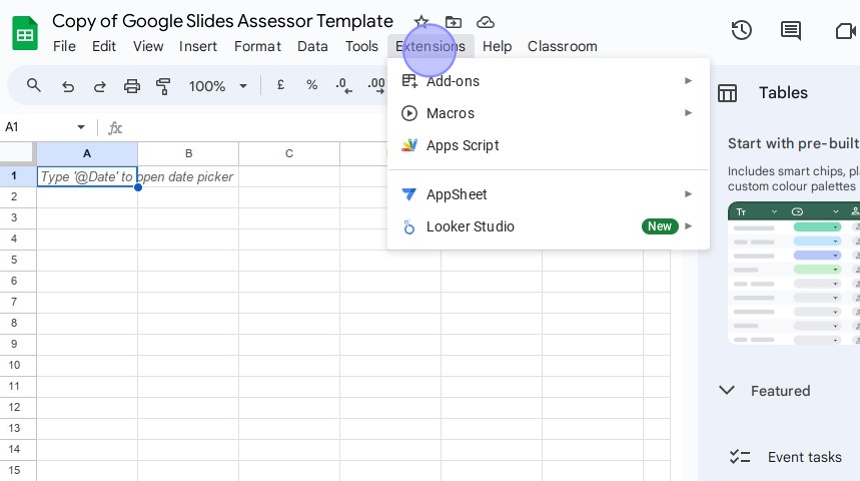 Copy of Google Slides Assessor Template
File Edit View Insert Format Data Tools Extensions Help Classroom
100% £ % .0 .00
Add-ons
Macros
Apps Script
AppSheet
Looker Studio New
A1 fx
A B C
1 Type '@Date' to open date picker
2
3
4
5
6
7
8
9
10
11
12
13
14
15
Tables
Start with pre-built
Includes smart chips, pl
custom colour palettes
Tт
Featured
Event tasks